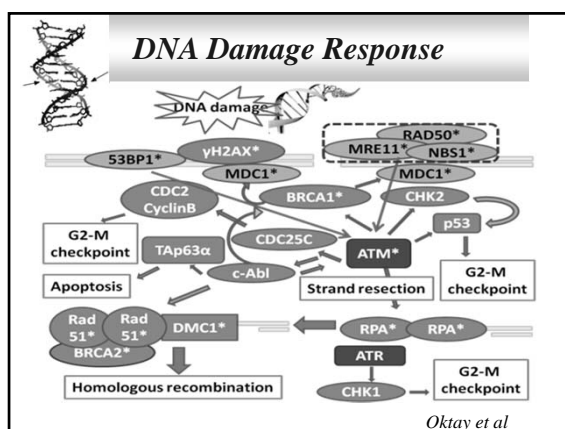 DNA Damage Response
DNA damage
RAD50*
γH2AX*
MRE11*
NBS1*
53BP1*
MDC1*
MDC1*
CDC2
CyclinB
BRCA1*
CHK2
p53
G2-M
checkpoint
TAp63α
CDC25C
ATM*
c-Abl
G2-M
checkpoint
Apoptosis
Strand resection
Rad
51*
Rad
51*
DMC1*
RPA*
RPA*
BRCA2*
ATR
Homologous recombination
CHK1
G2-M
checkpoint
Oktay et al